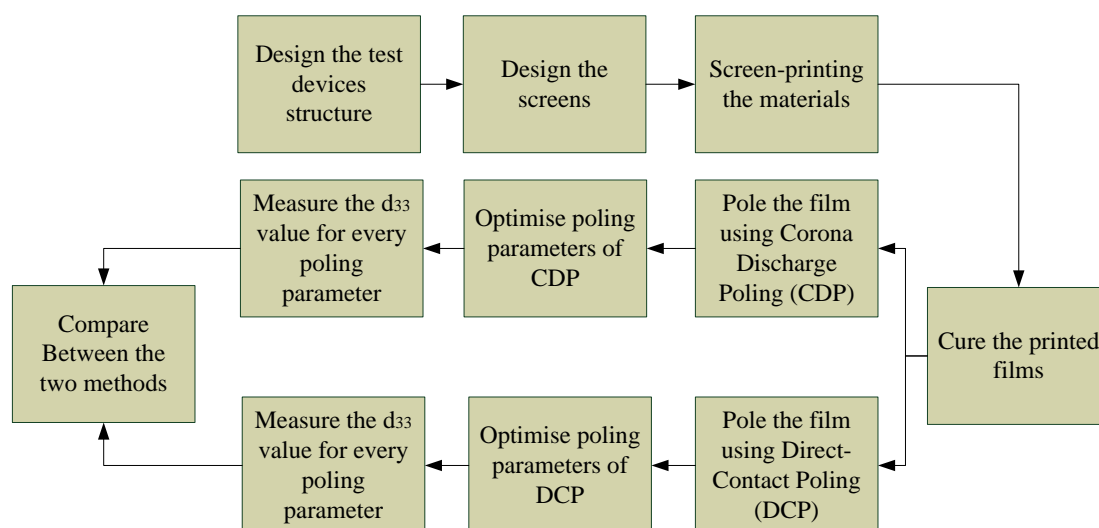 Design the test
devices
structure
Design the
screens
Screen-printing
the materials
Measure the d33
value for every
poling
parameter
Optimise poling
parameters of
CDP
Pole the film
using Corona
Discharge
Poling (CDP)
Compare
Between the
two methods
Cure the printed
films
Measure the d33
value for every
poling
parameter
Optimise poling
parameters of
DCP
Pole the film
using Direct-
Contact Poling
(DCP)